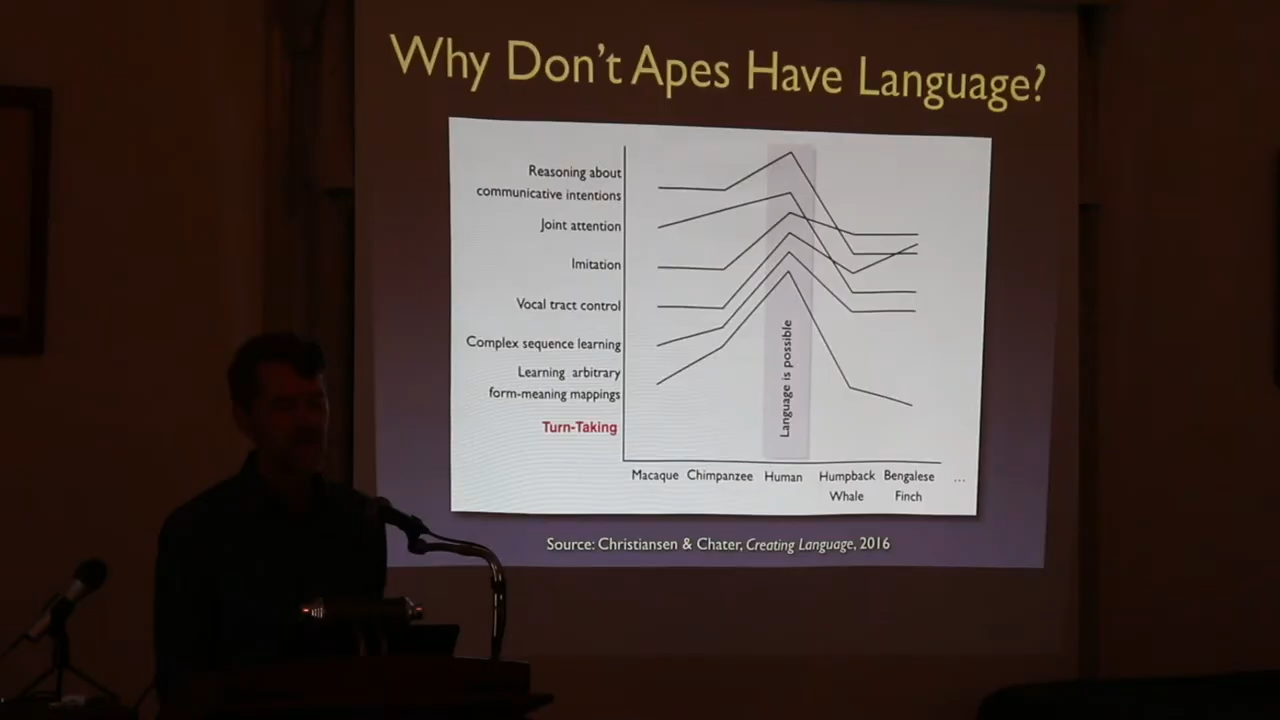 Why Don't Apes Have Language?
Reasoning about
communicative intentions
Joint attention
Imitation
Vocal tract control
Complex sequence learning
Learning arbitrary
form-meaning mappings
Turn-Taking
Language is possible
Macaque Chimpanzee Human Humpback Bengalese ...
Whale Finch
Source: Christiansen & Chater, Creating Language, 2016